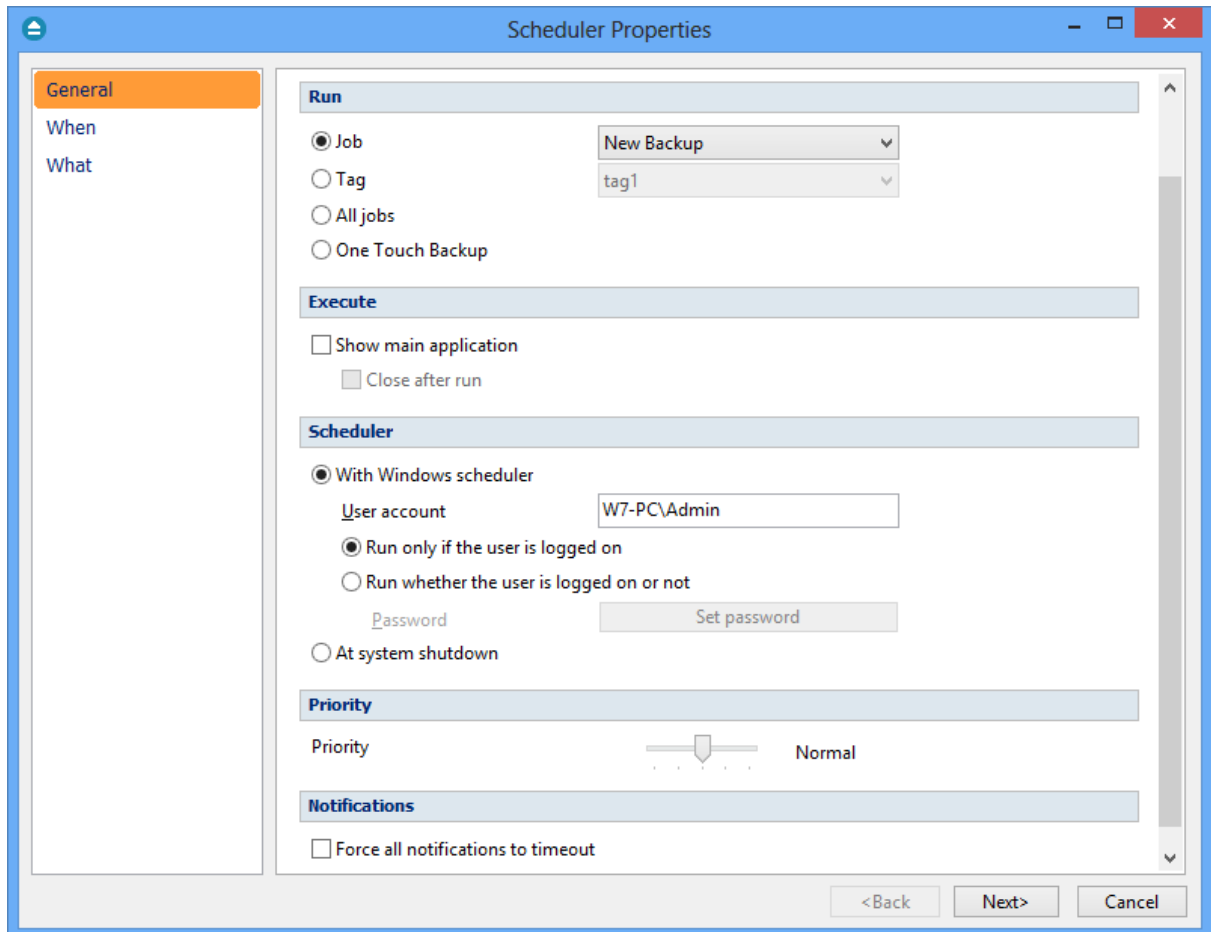 Scheduler Properties
General
When
What
Run
Job New Backup
Tag tag1
All jobs
One Touch Backup
Execute
Show main application
Close after run
Scheduler
With Windows scheduler
User account W7-PC\Admin
Run only if the user is logged on
Run whether the user is logged on or not
Password Set password
At system shutdown
Priority
Priority Normal
Notifications
Force all notifications to timeout
<Back Next> Cancel